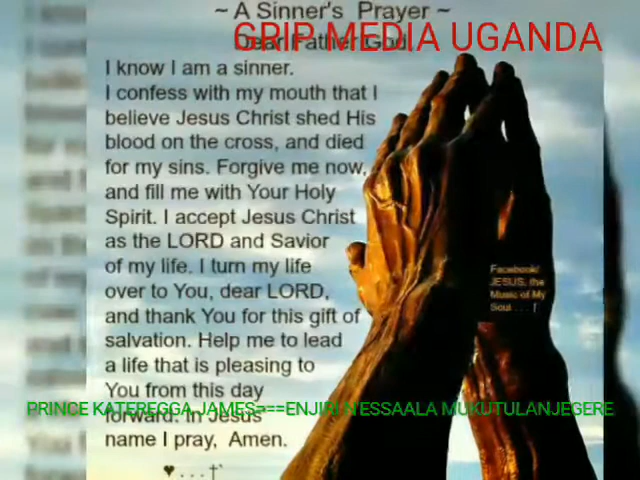 ~ A Sinner's Prayer ~
GRIP MEDIA UGANDA
Dear Father God,
I know I am a sinner.
I confess with my mouth that I
believe Jesus Christ shed His
blood on the cross, and died
for my sins. Forgive me now,
and fill me with Your Holy
Spirit. I accept Jesus Christ
as the LORD and Savior
of my life. I turn my life
over to You, dear LORD,
and thank You for this gift of
salvation. Help me to lead
a life that is pleasing to
You from this day
forward. In Jesus'
name I pray, Amen.
♥ . . . †
Facebook/
JESUS, the
Music of My
Soul . . . †
PRINCE KATEREGGA JAMES====ENJIRI N'ESSAALA MUKUTULANJEGERE